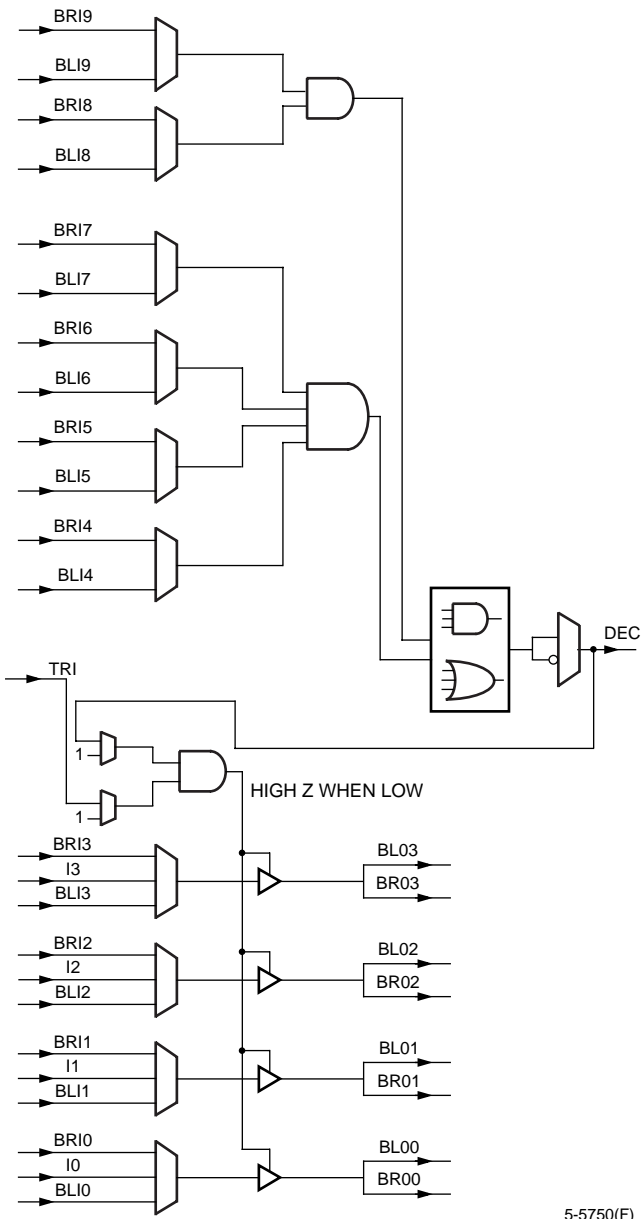 BRI9
BLI9
BRI8
BLI8
BRI7
BLI7
BRI6
BLI6
BRI5
BLI5
BRI4
BLI4
DEC
TRI
1
1
HIGH Z WHEN LOW
BRI3
I3
BLI3
BL03
BR03
BRI2
I2
BLI2
BL02
BR02
BRI1
I1
BLI1
BL01
BR01
BRI0
I0
BLI0
BL00
BR00
5-5750(F)